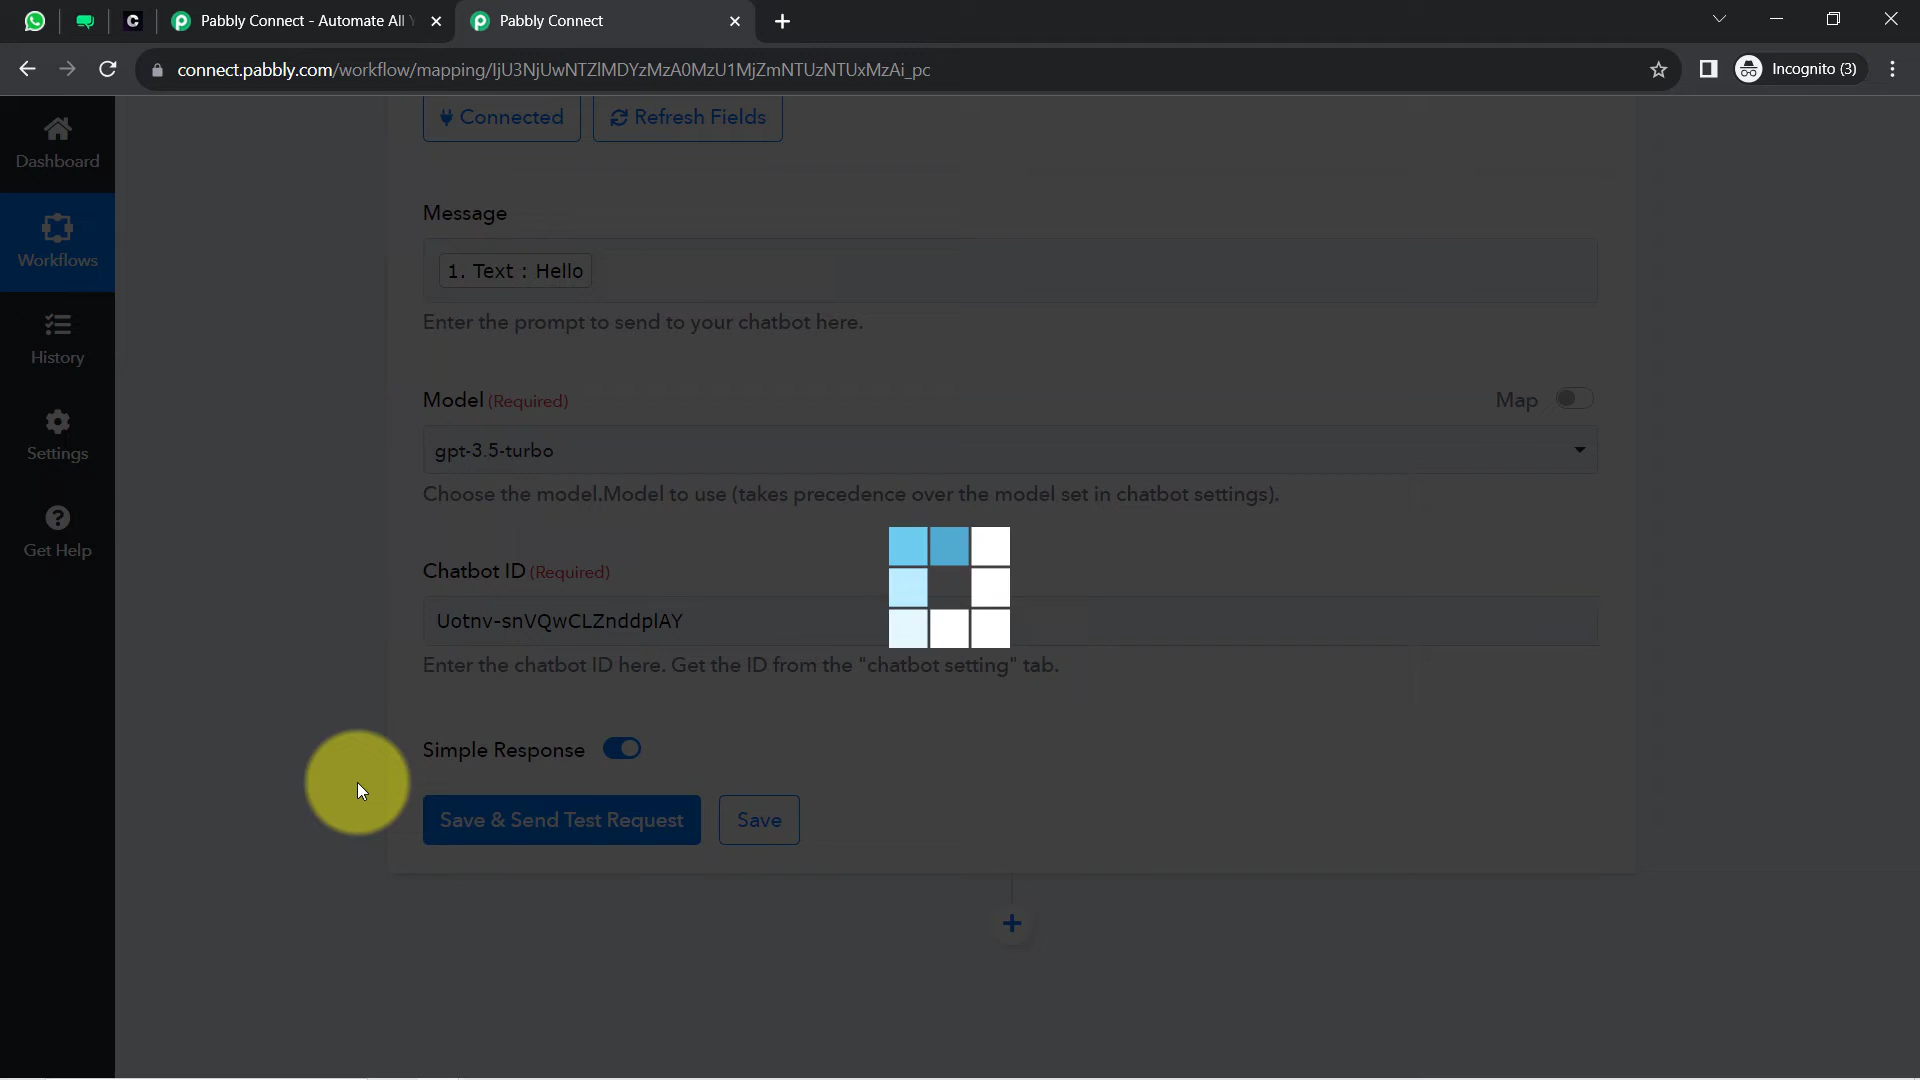 Pabbly Connect - Automate All Y
Pabbly Connect
connect.pabbly.com/workflow/mapping/IjU3NjUwNTZlMDYzMzA0MzU1MjZmNTUzNTUxMzAi_pc
Incognito (3)
Dashboard
Workflows
History
Settings
Get Help
Connected
Refresh Fields
Message
1. Text : Hello
Enter the prompt to send to your chatbot here.
Model (Required)
Map
gpt-3.5-turbo
Choose the model.Model to use (takes precedence over the model set in chatbot settings).
Chatbot ID (Required)
Uotnv-snVQwCLZnddplAY
Enter the chatbot ID here. Get the ID from the "chatbot setting" tab.
Simple Response
Save & Send Test Request
Save